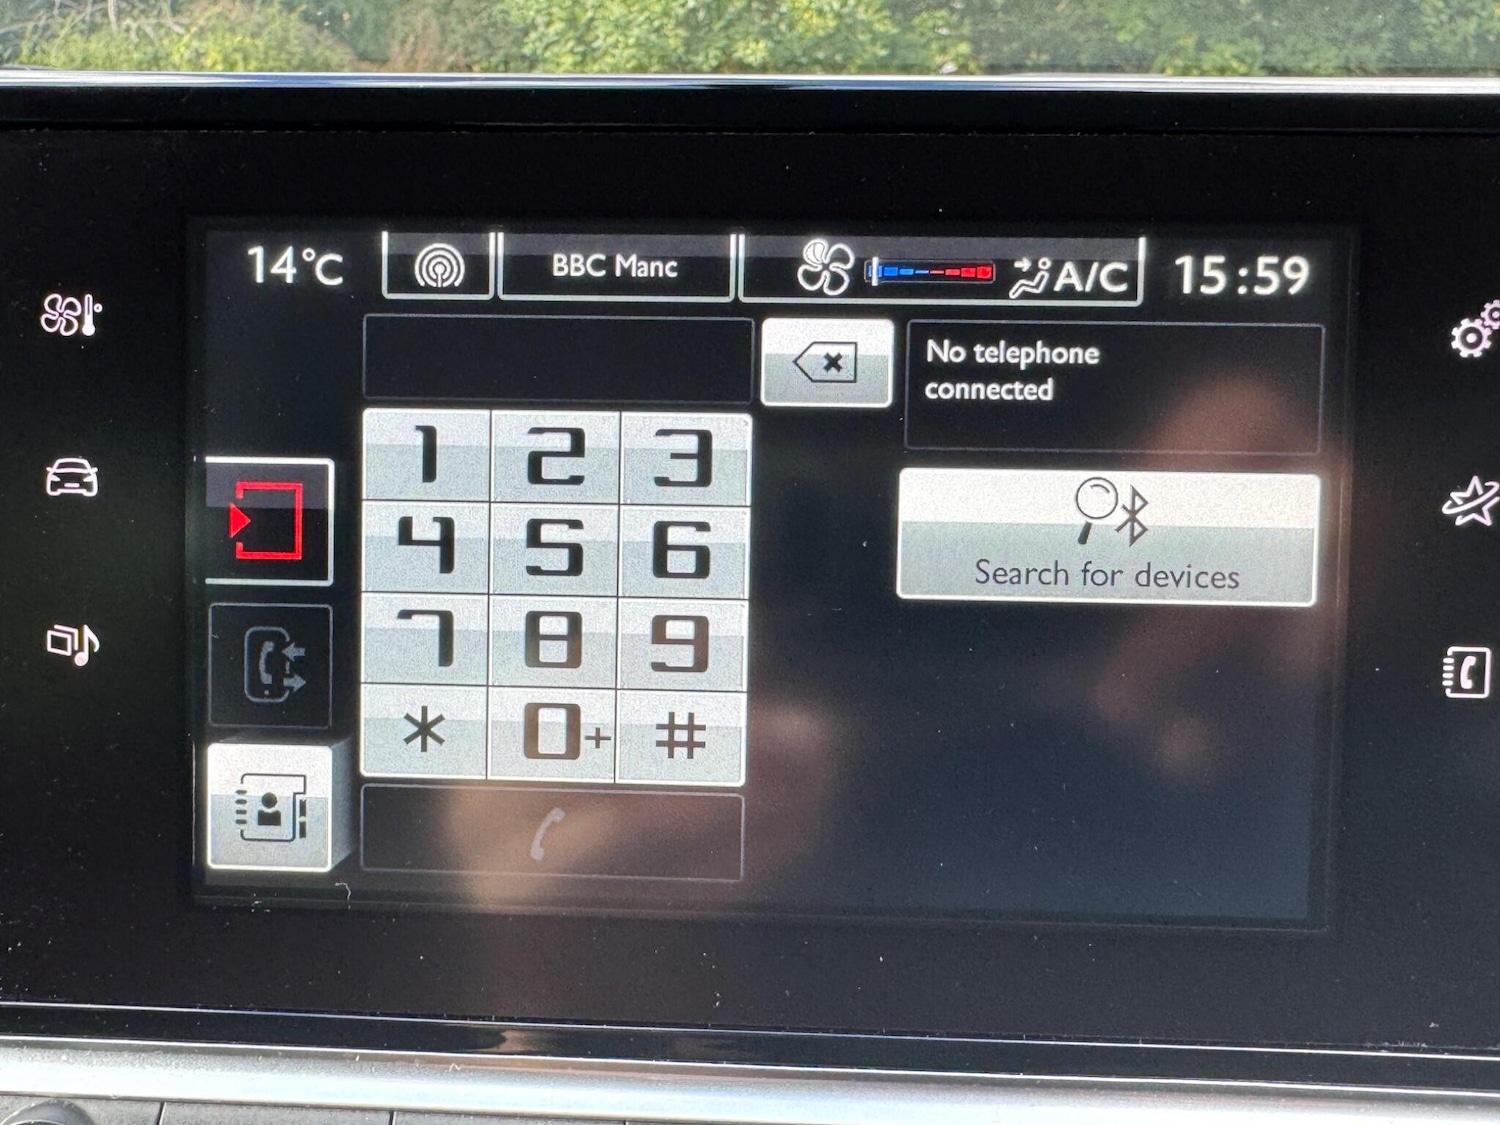 14°C
BBC Manc
A/C
15:59
No telephone
connected
1 2 3
4 5 6
7 8 9
* 0+ #
Search for devices